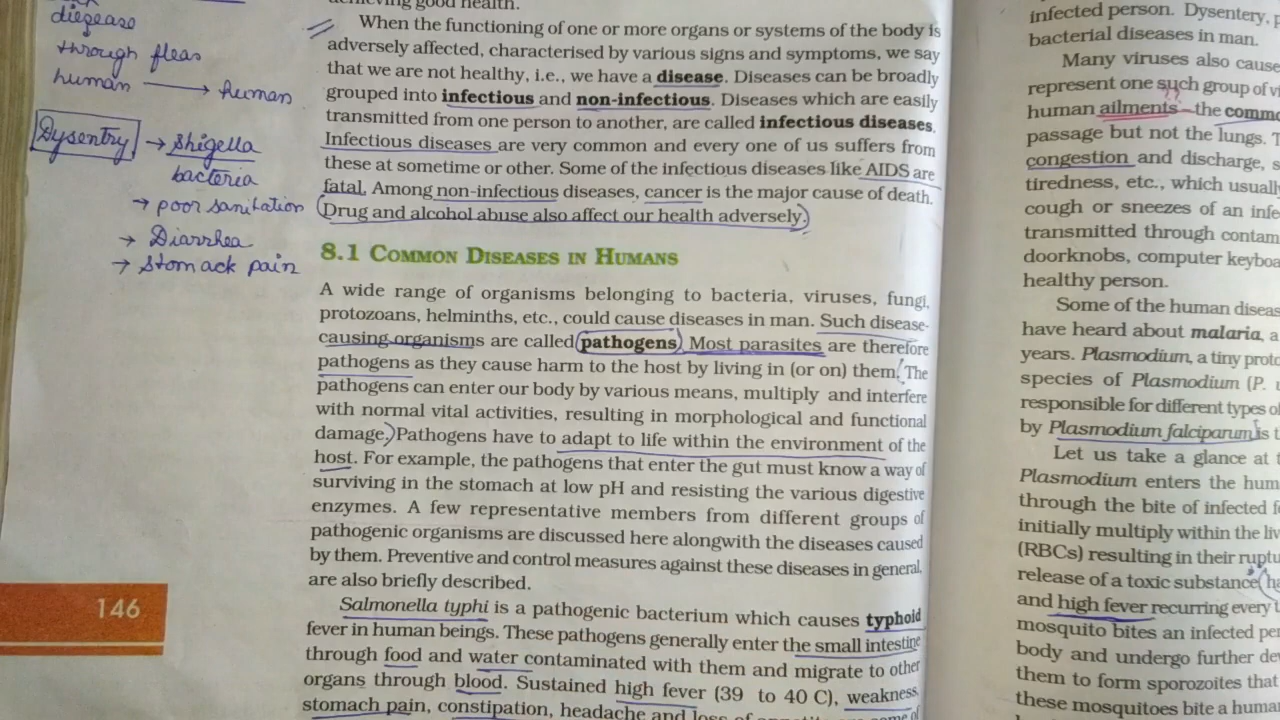 diezease
through fleas
human → human
Dysentry → Shigella
bacteria
→ poor sanitation
→ Diarrhea
→ Stomack pain
146
achieving good health.
When the functioning of one or more organs or systems of the body is
adversely affected, characterised by various signs and symptoms, we say
that we are not healthy, i.e., we have a disease. Diseases can be broadly
grouped into infectious and non-infectious. Diseases which are easily
transmitted from one person to another, are called infectious diseases.
Infectious diseases are very common and every one of us suffers from
these at sometime or other. Some of the infectious diseases like AIDS are
fatal. Among non-infectious diseases, cancer is the major cause of death.
Drug and alcohol abuse also affect our health adversely.
8.1 COMMON DISEASES IN HUMANS
A wide range of organisms belonging to bacteria, viruses, fungi,
protozoans, helminths, etc., could cause diseases in man. Such disease-
causing organisms are called pathogens. Most parasites are therefore
pathogens as they cause harm to the host by living in (or on) them. The
pathogens can enter our body by various means, multiply and interfere
with normal vital activities, resulting in morphological and functional
damage. Pathogens have to adapt to life within the environment of the
host. For example, the pathogens that enter the gut must know a way of
surviving in the stomach at low pH and resisting the various digestive
enzymes. A few representative members from different groups of
pathogenic organisms are discussed here alongwith the diseases caused
by them. Preventive and control measures against these diseases in general,
are also briefly described.
Salmonella typhi is a pathogenic bacterium which causes typhoid
fever in human beings. These pathogens generally enter the small intestine
through food and water contaminated with them and migrate to other
organs through blood. Sustained high fever (39 to 40 C), weakness,
stomach pain, constipation, headache and loss of
infected person. Dysentery,
bacterial diseases in man.
Many viruses also cause
represent one such group of
human ailments – the
passage but not the lungs.
congestion and discharge,
tiredness, etc., which
cough or sneezes of an
transmitted through
doorknobs, computer
healthy person.
Some of the human
have heard about malaria, a
years. Plasmodium, a tiny
species of Plasmodium (P.
responsible for different types
by Plasmodium falciparum is
Let us take a glance at
Plasmodium enters the
through the bite of infected
initially multiply within the
(RBCs) resulting in their
release of a toxic substance
and high fever recurring every
mosquito bites an infected
body and undergo further
them to form sporozoites that
these mosquitoes bite a human